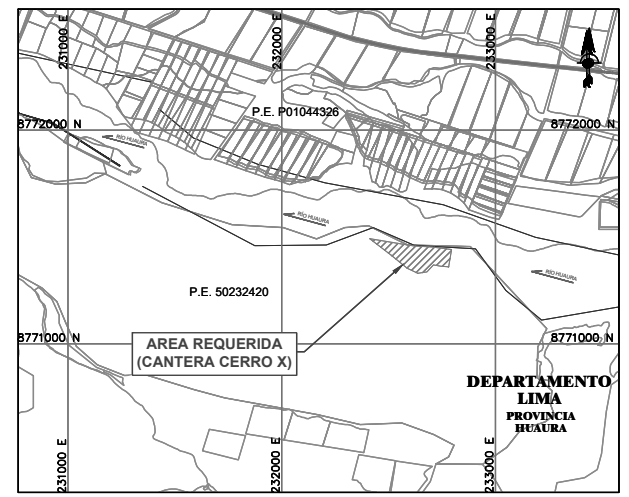 231000 E
232000 E
233000 E
P.E. P01044326
8772000 N
8772000 N
RÍO HUAURA
RÍO HUAURA
RÍO HUAURA
P.E. 50232420
8771000 N
8771000 N
AREA REQUERIDA
(CANTERA CERRO X)
DEPARTAMENTO
LIMA
PROVINCIA
HUAURA
231000 E
232000 E
233000 E